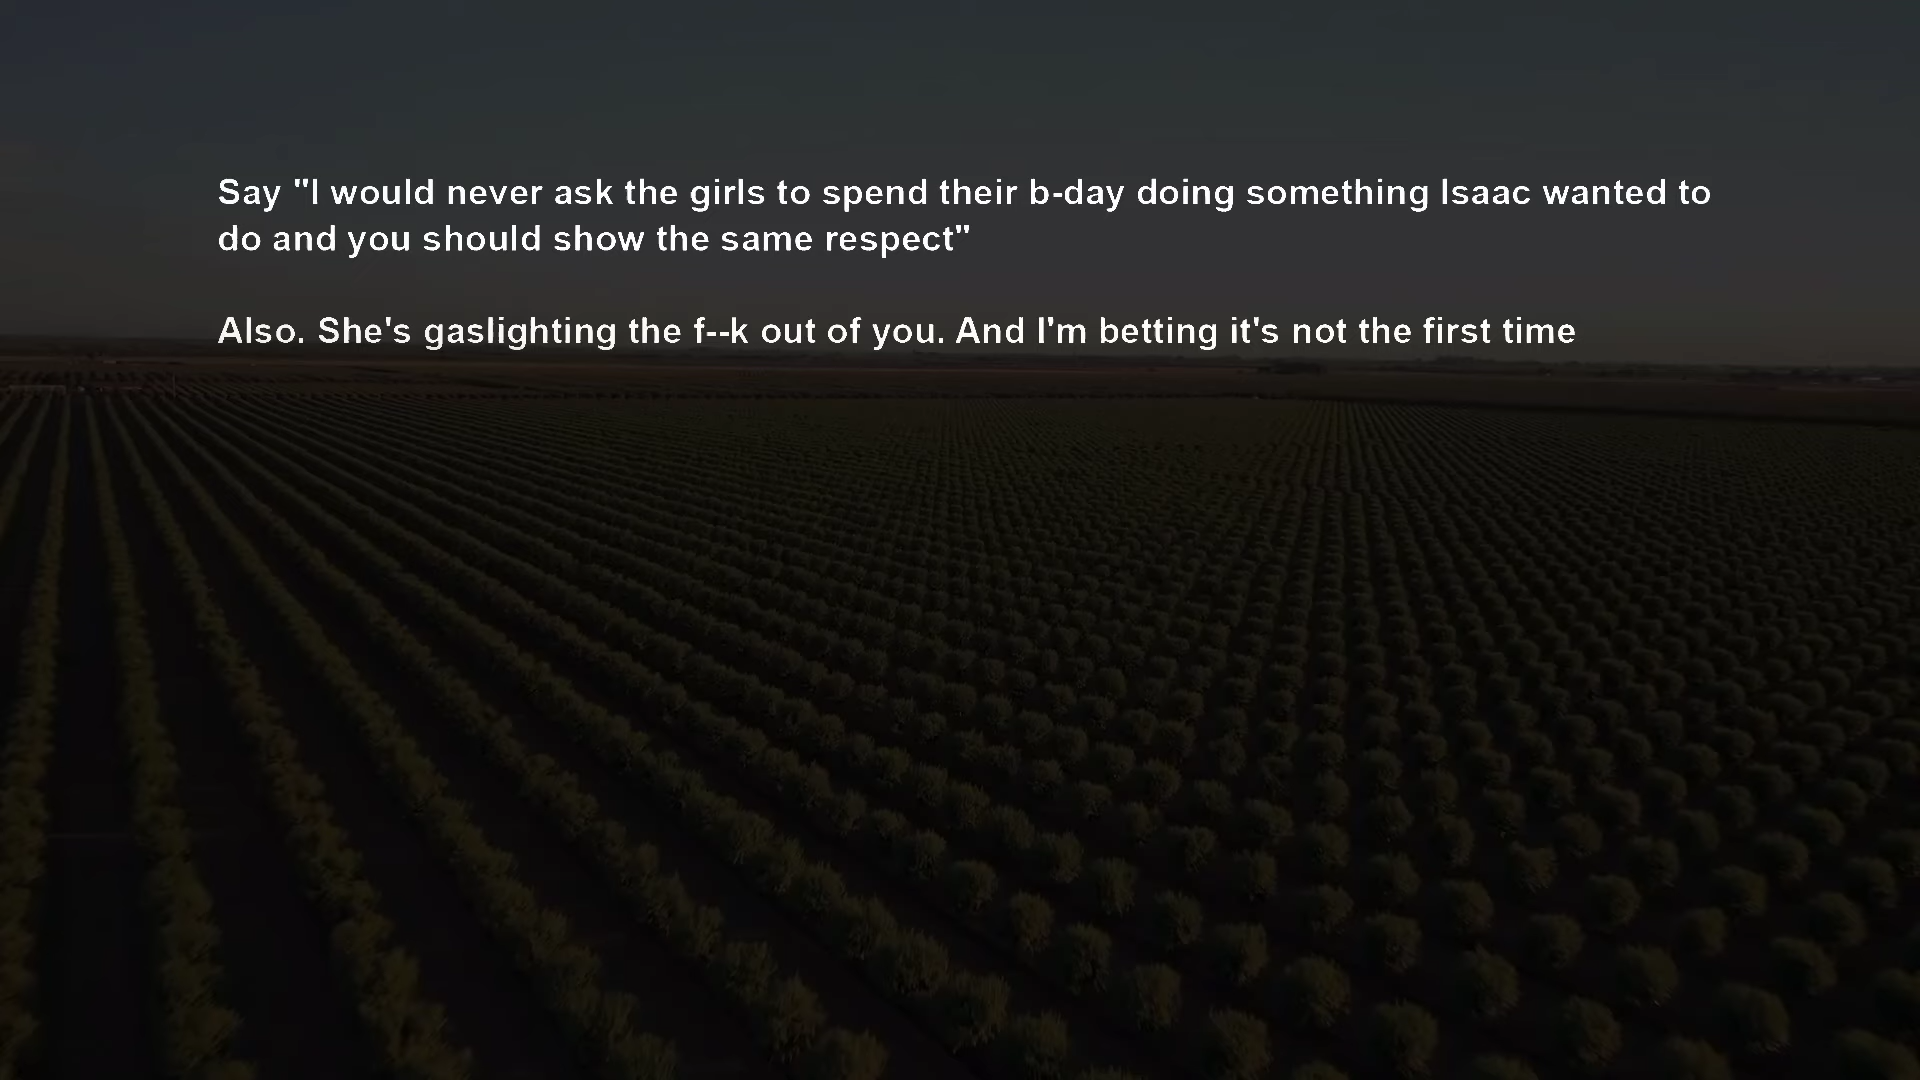 Say "I would never ask the girls to spend their b-day doing something Isaac wanted to
do and you should show the same respect"
Also. She's gaslighting the f--k out of you. And I'm betting it's not the first time